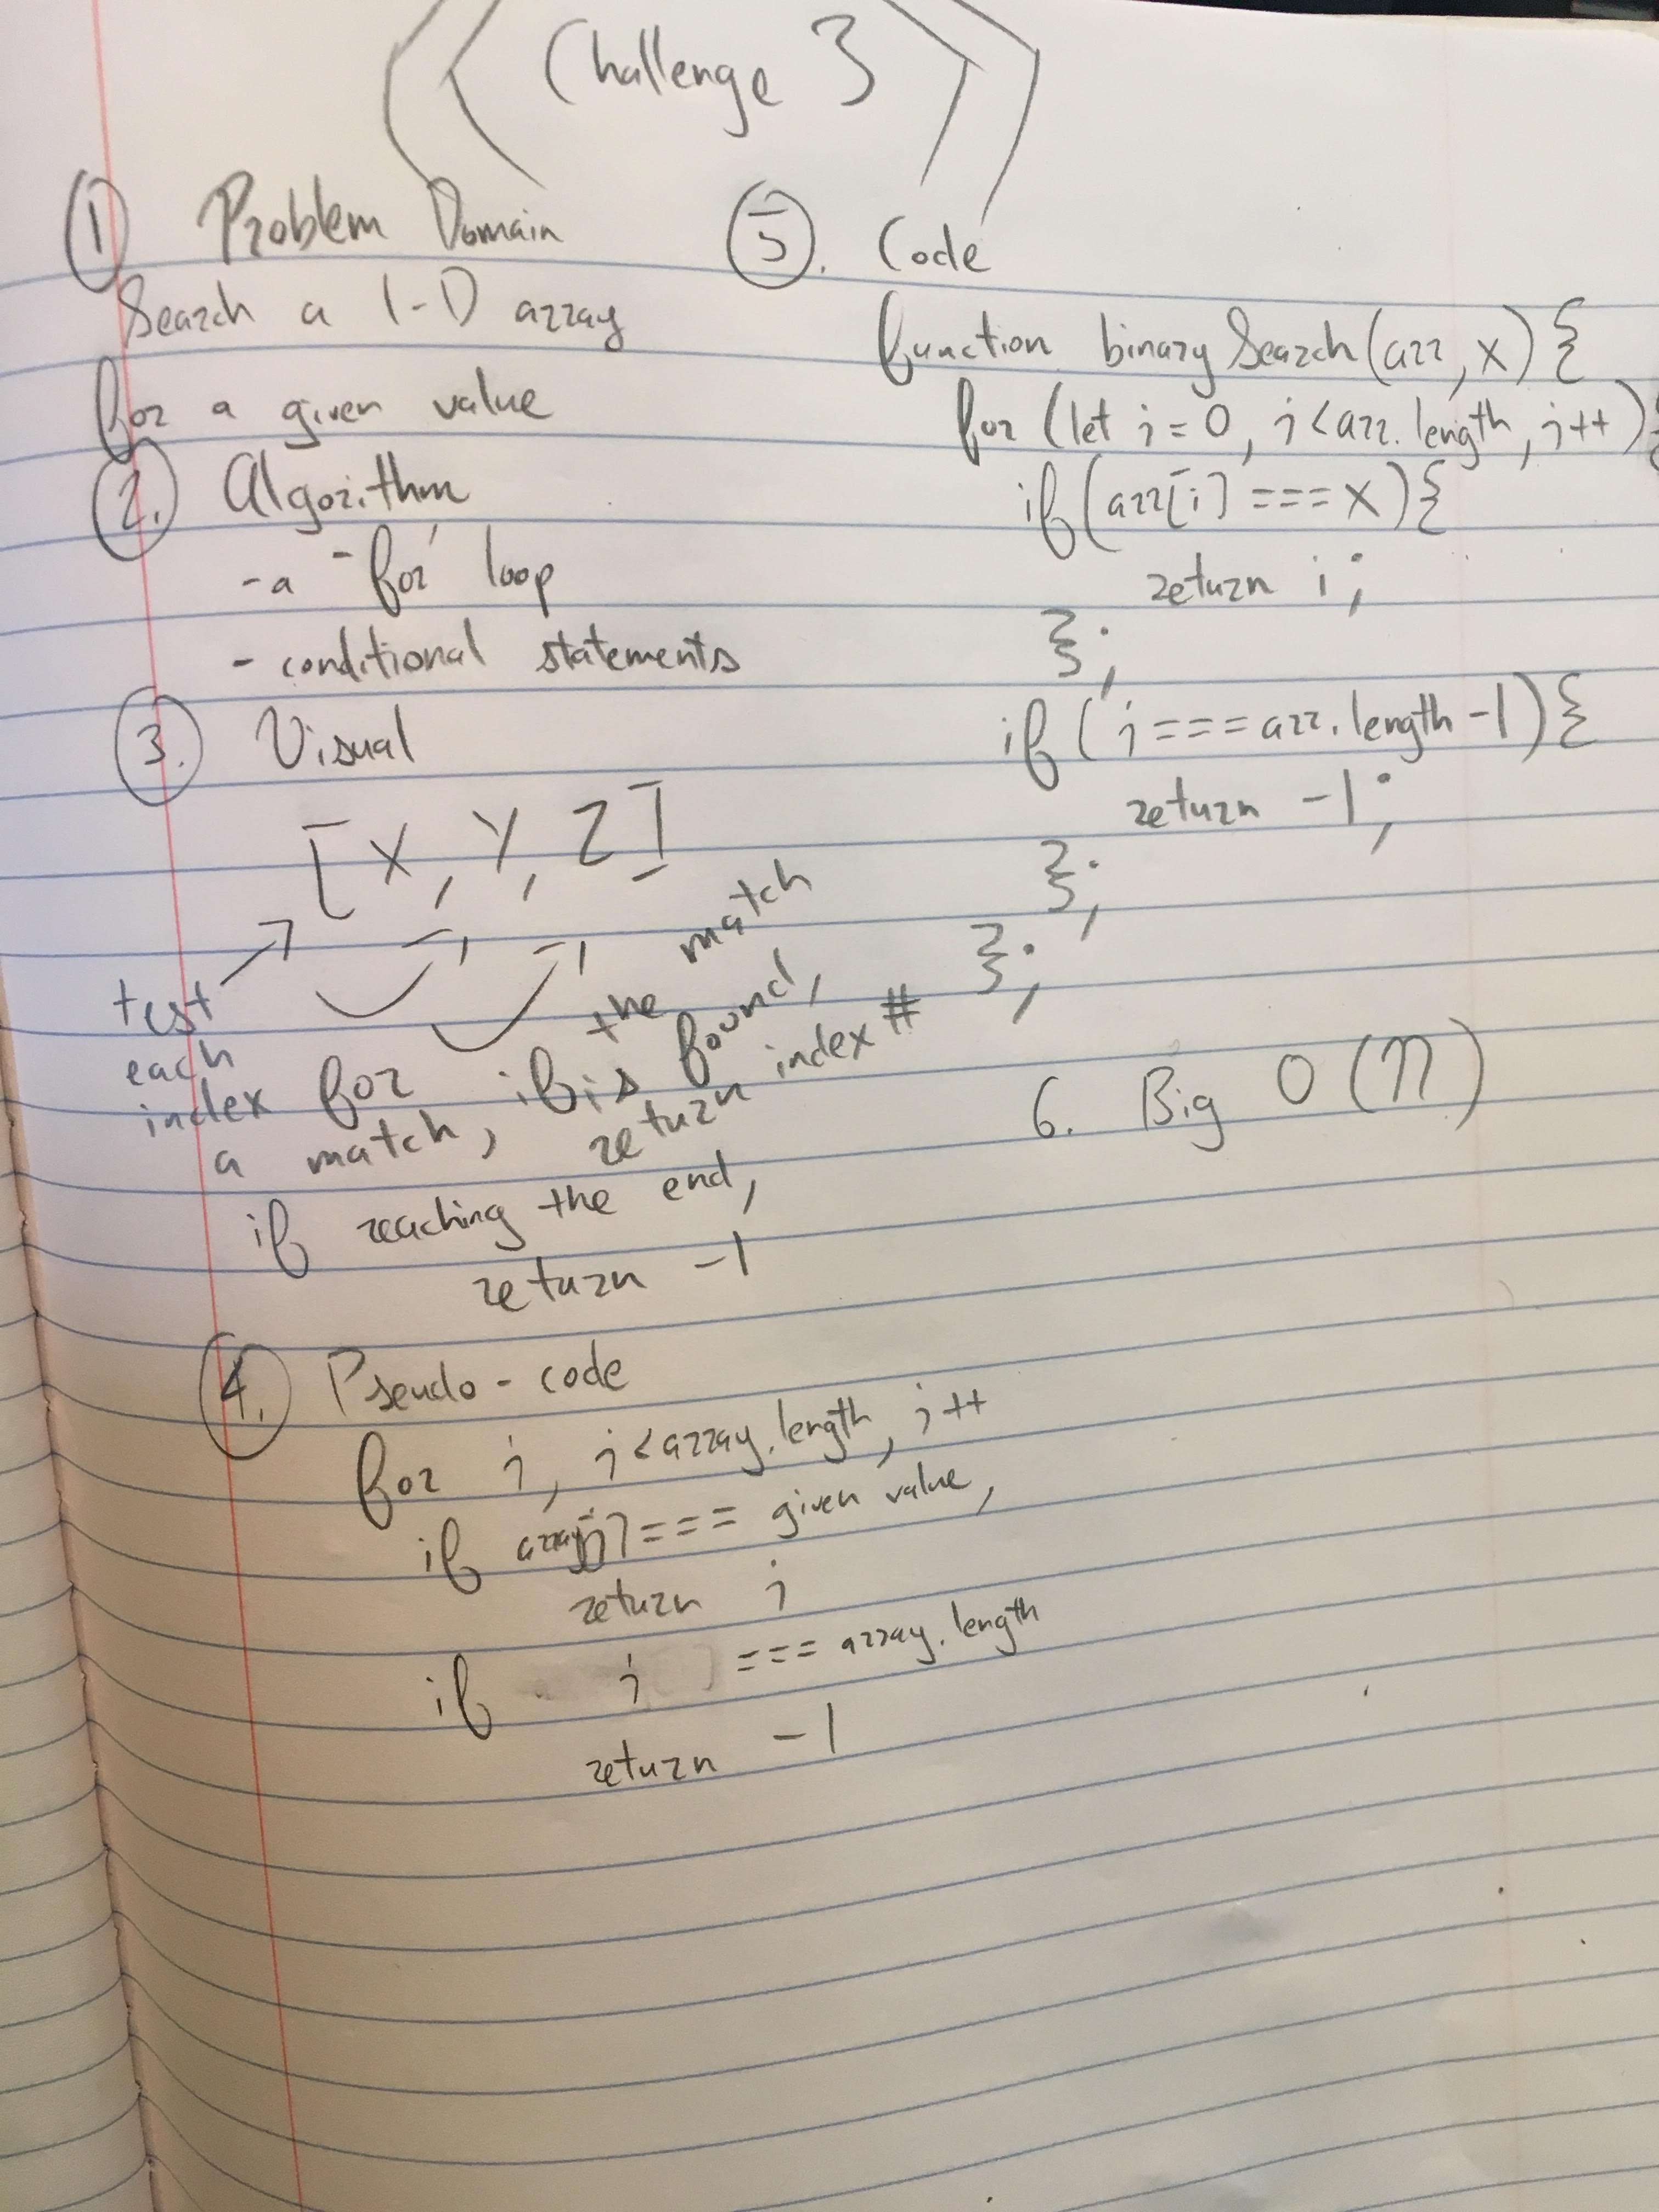 Challenge 3
① Problem Domain
Search a 1-D array
for a given value
②. Algorithm
- a 'for' loop
- conditional statements
③. Visual
[X, Y, Z]
test
each
index for
a match, if the match
is found,
return index #
if reaching the end,
return -1
④. Pseudo-code
for i, i < array.length, i++
if array[i] === given value,
return i
if i === array.length
return -1
⑤. Code
function binarySearch(arr, x) {
for (let i = 0, i < arr.length, i++) {
if (arr[i] === x) {
return i;
};
if (i === arr.length -1) {
return -1;
};
};
6. Big O(n)